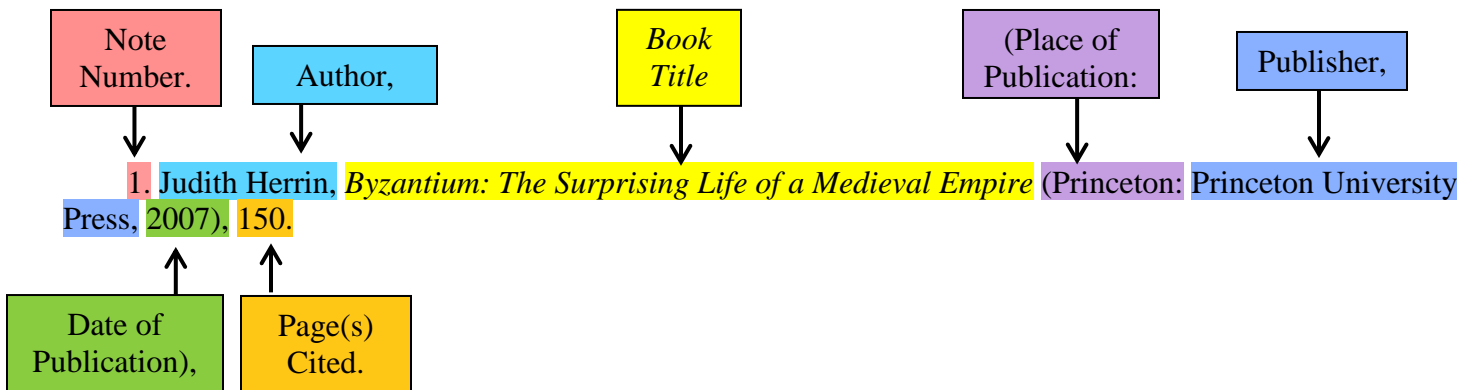 Note
Number.
Author,
Book
Title
(Place of
Publication:
Publisher,
1. Judith Herrin, Byzantium: The Surprising Life of a Medieval Empire (Princeton: Princeton University
Press, 2007), 150.
Date of
Publication),
Page(s)
Cited.